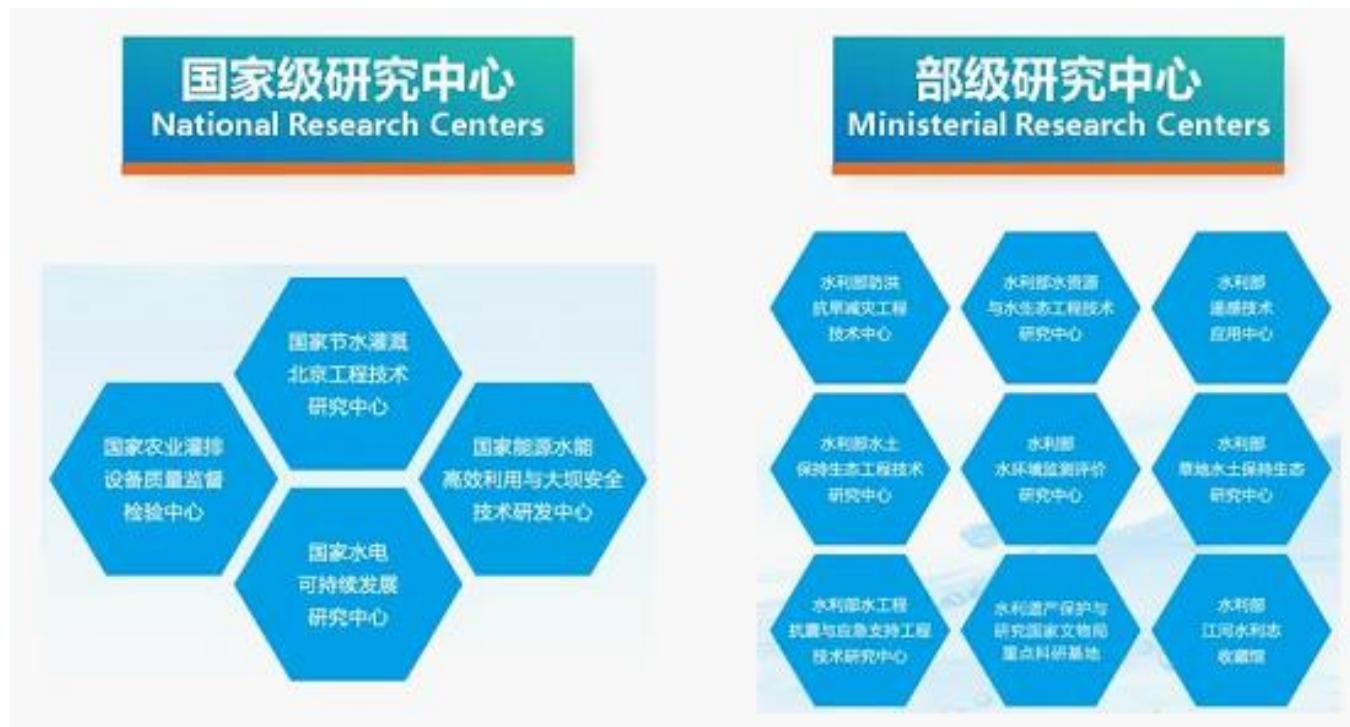 国家级研究中心
National Research Centers
国家节水灌溉
北京工程技术
研究中心
国家农业灌排
设备质量监督
检验中心
国家能源水能
高效利用与大坝安全
技术研发中心
国家水电
可持续发展
研究中心
部级研究中心
Ministerial Research Centers
水利部防洪
抗旱减灾工程
技术中心
水利部水资源
与水生态工程技术
研究中心
水利部
遥感技术
应用中心
水利部水土
保持生态工程技术
研究中心
水利部
水环境监测评价
研究中心
水利部
草地水土保持生态
研究中心
水利部水工程
抗震与应急支持工程
技术研究中心
水利遗产保护与
研究国家文物局
重点科研基地
水利部
江河水利志
收藏馆